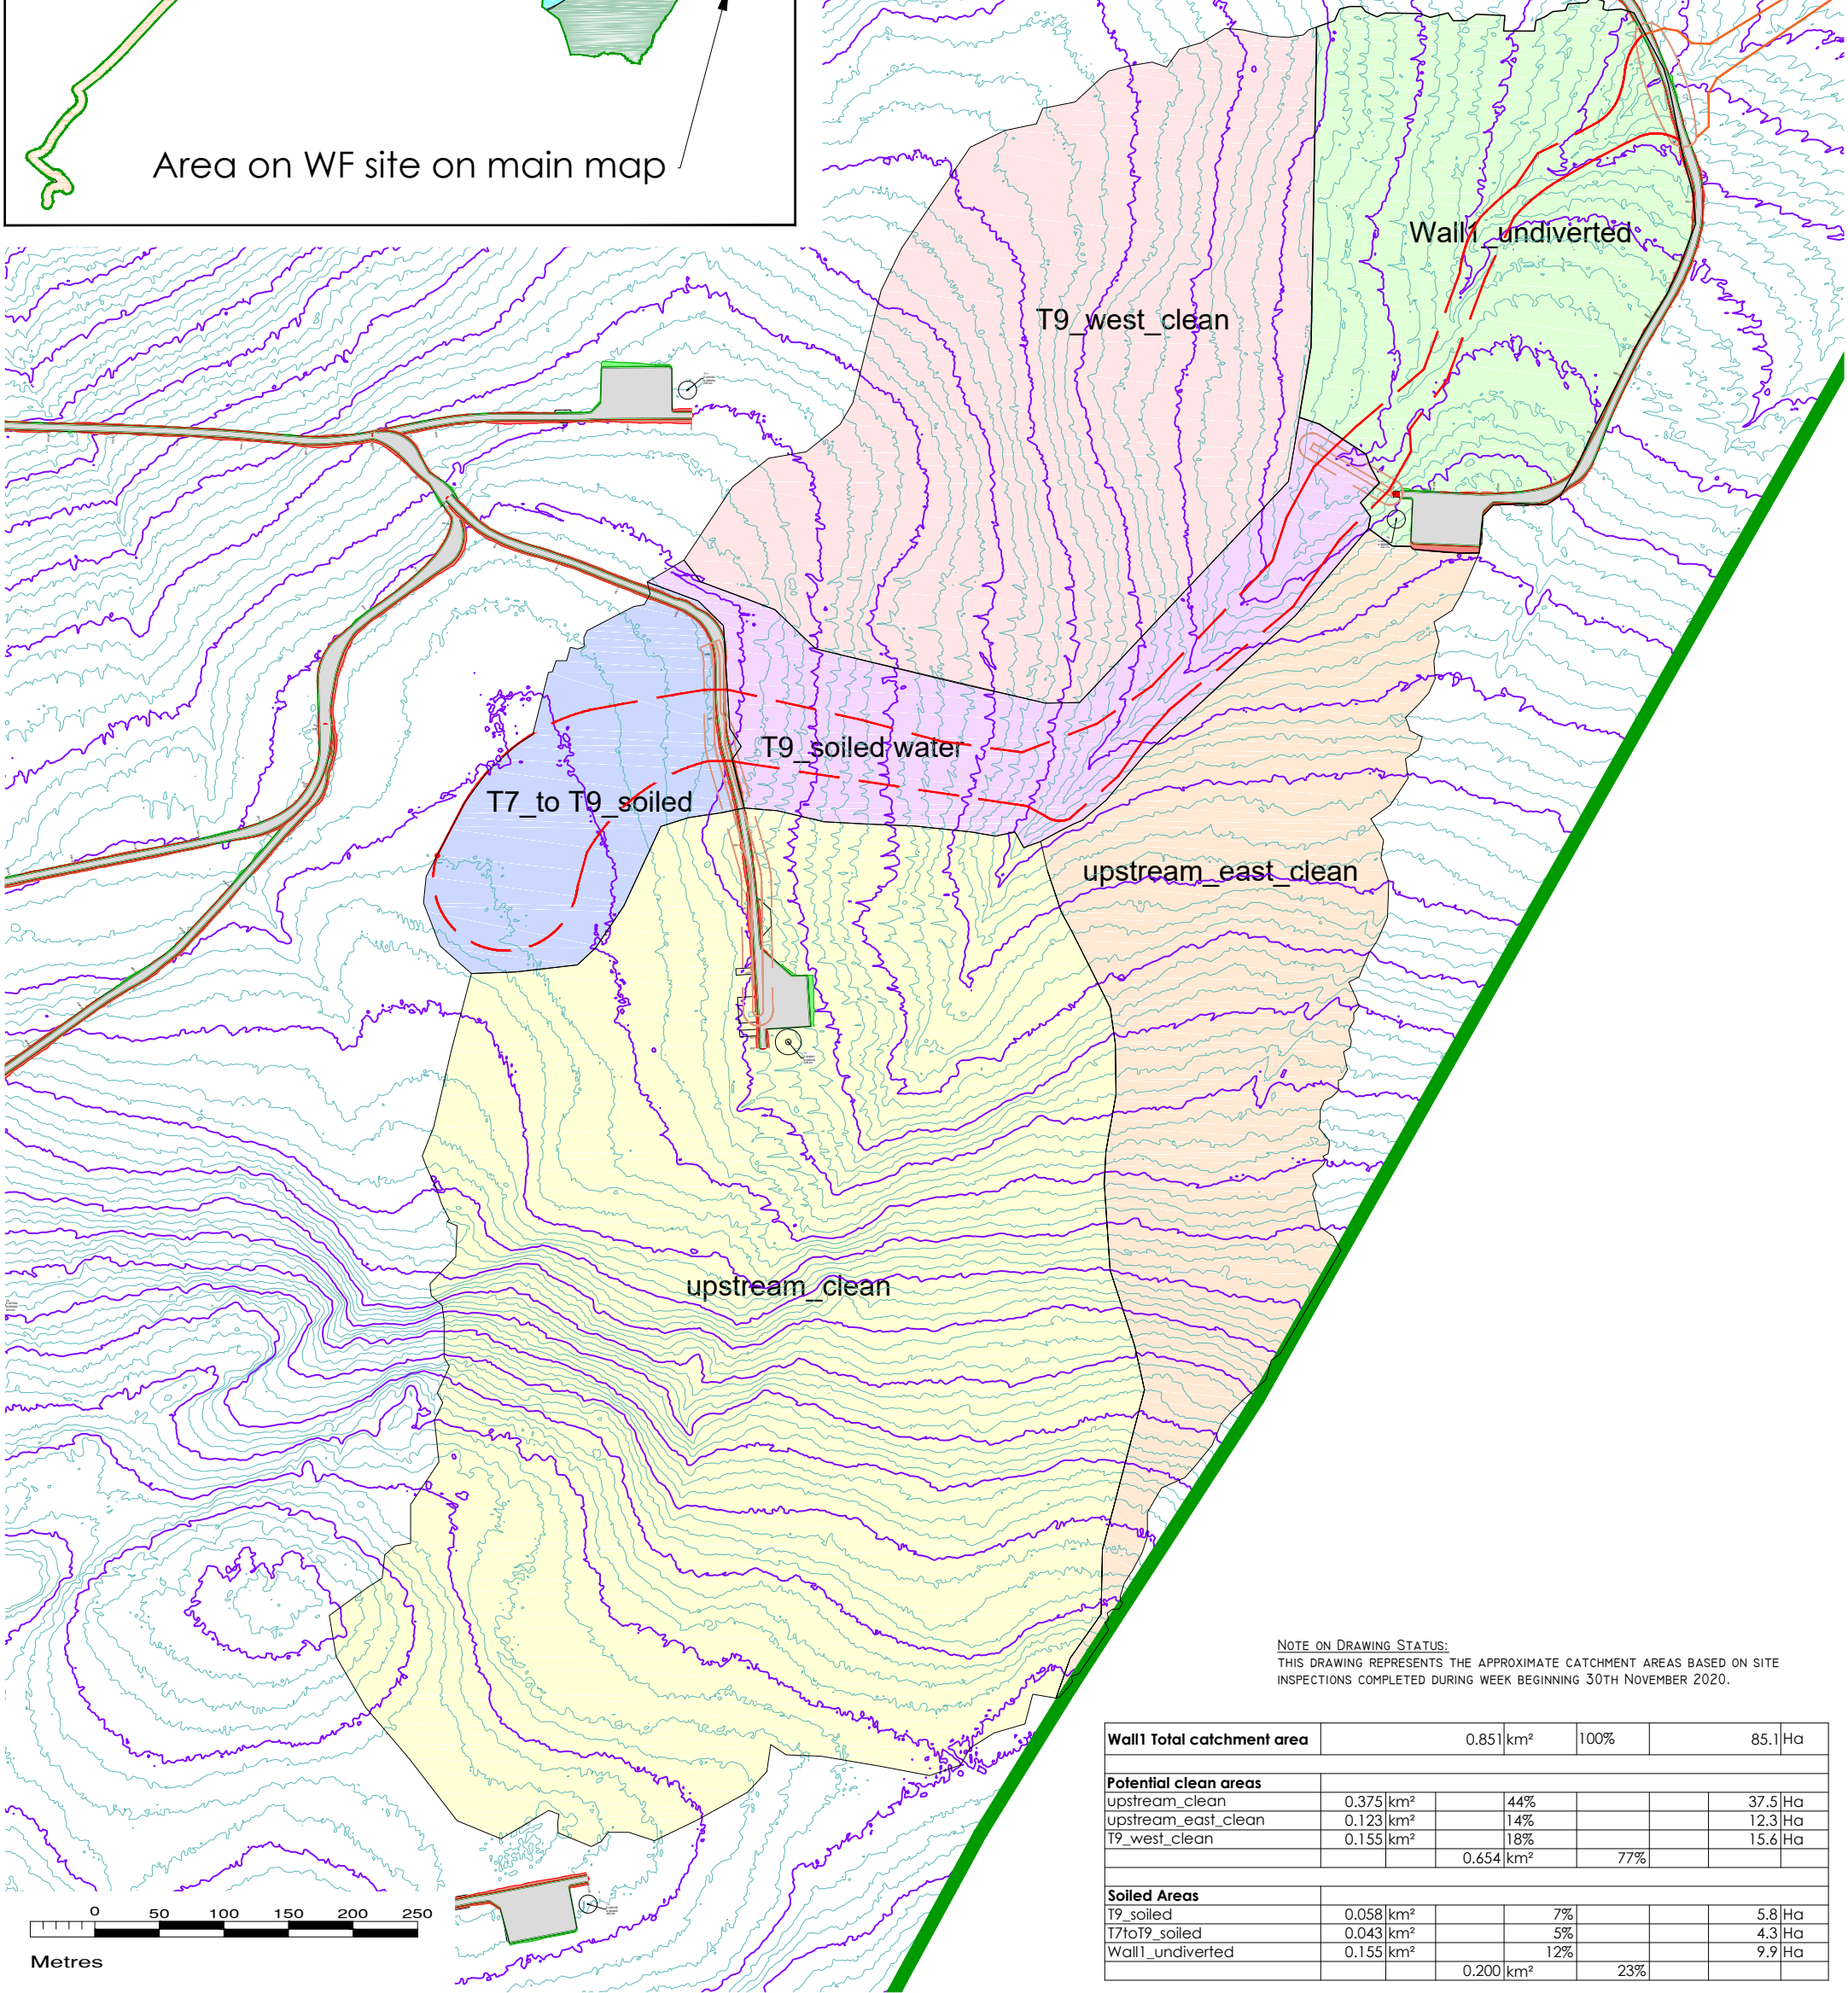 Area on WF site on main map
Wall1_undiverted
T9_west_clean
T9_soiled water
T7_to T9_soiled
upstream_east_clean
upstream_clean
NOTE ON DRAWING STATUS:
THIS DRAWING REPRESENTS THE APPROXIMATE CATCHMENT AREAS BASED ON SITE
INSPECTIONS COMPLETED DURING WEEK BEGINNING 30TH NOVEMBER 2020.
Wall1 Total catchment area 0.851 km² 100% 85.1 Ha
Potential clean areas
upstream_clean 0.375 km² 44% 37.5 Ha
upstream_east_clean 0.123 km² 14% 12.3 Ha
T9_west_clean 0.155 km² 18% 15.6 Ha
0.654 km² 77%
Soiled Areas
T9_soiled 0.058 km² 7% 5.8 Ha
T7toT9_soiled 0.043 km² 5% 4.3 Ha
Wall1_undiverted 0.155 km² 12% 9.9 Ha
0.200 km² 23%
0 50 100 150 200 250
Metres